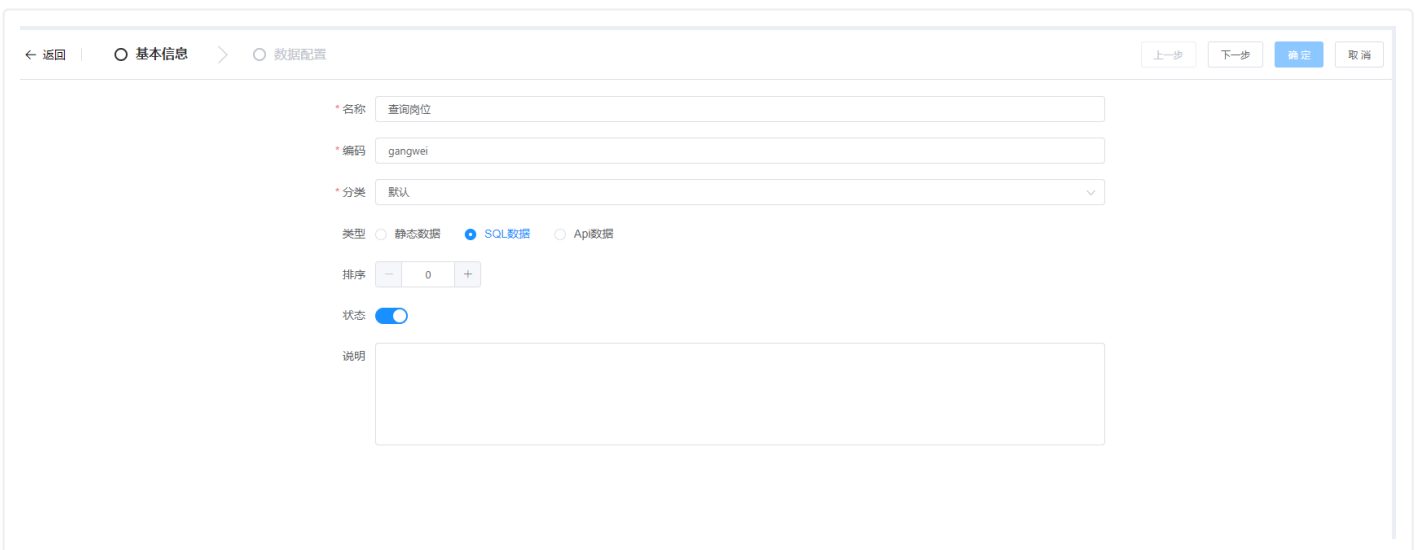 返回 基本信息 数据配置 上一步 下一步 确定 取消
* 名称 查询岗位
* 编码 gangwei
* 分类 默认
类型 静态数据 SQL数据 Api数据
排序 − 0 +
状态
说明